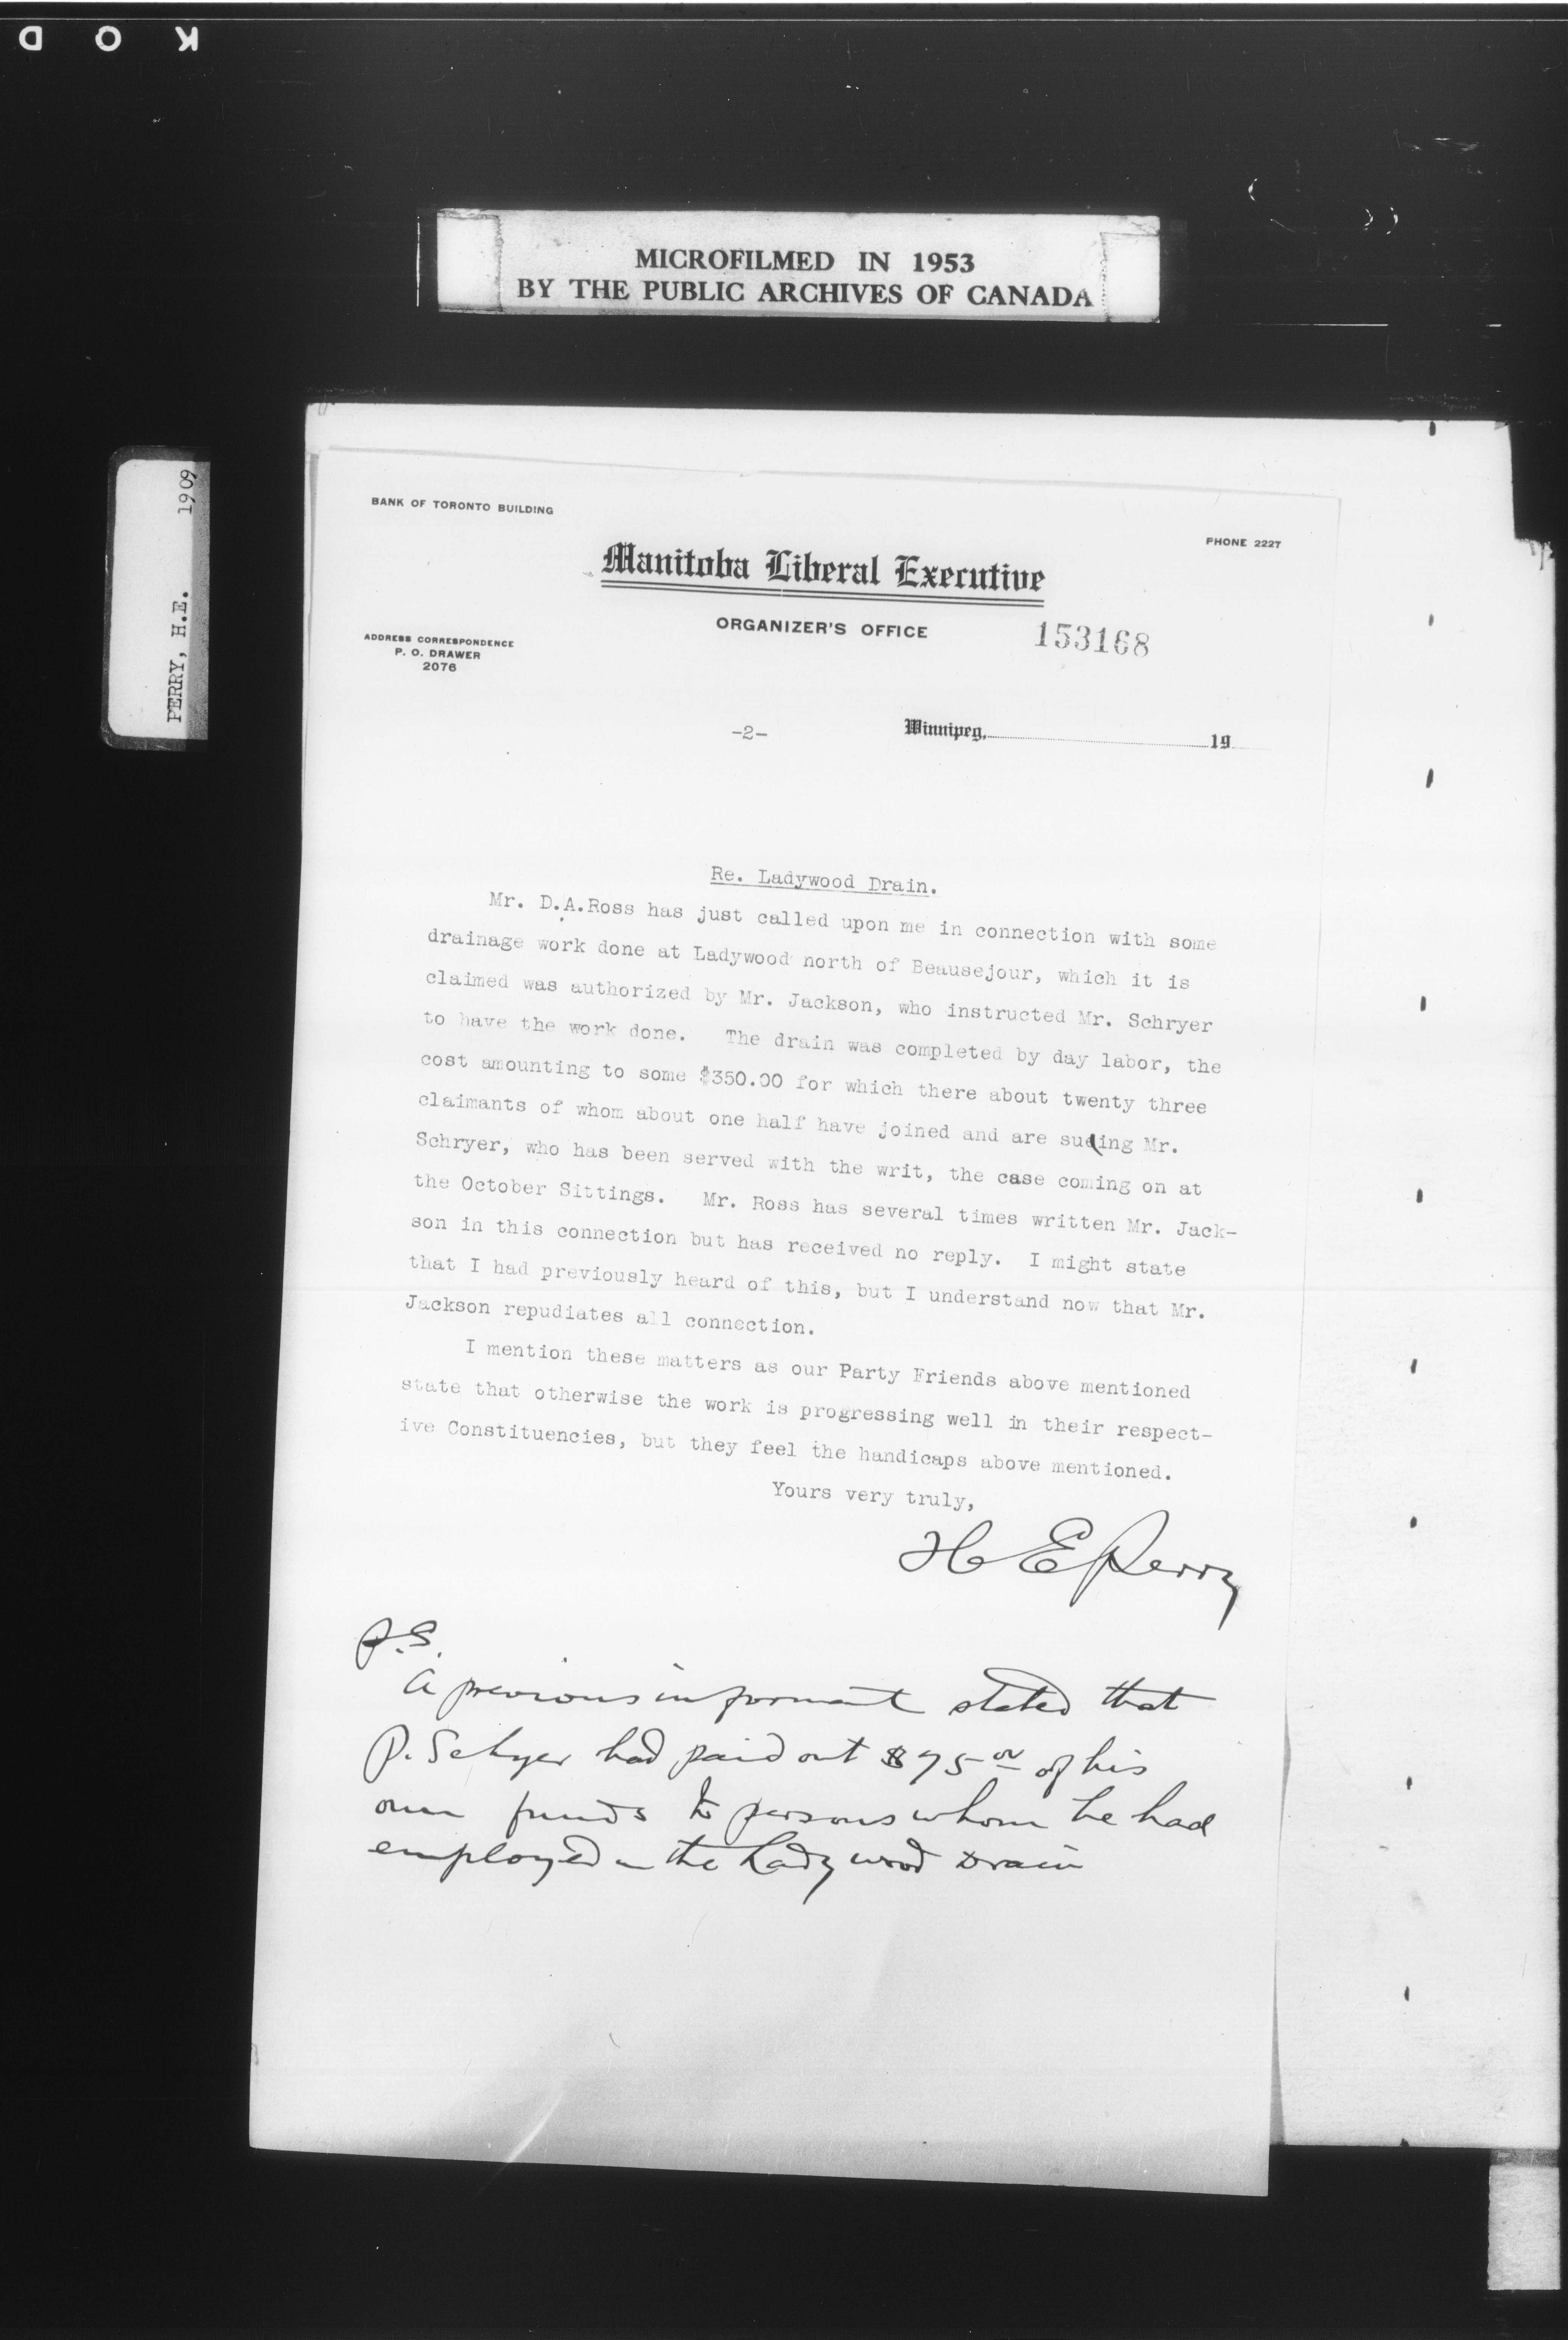 K O D
MICROFILMED IN 1953
BY THE PUBLIC ARCHIVES OF CANADA
PERRY, H.E. 1909
BANK OF TORONTO BUILDING
PHONE 2227
Manitoba Liberal Executive
ORGANIZER'S OFFICE
153168
ADDRESS CORRESPONDENCE
P. O. DRAWER
2076
-2-
Winnipeg, 19
Re. Ladywood Drain.
Mr. D.A.Ross has just called upon me in connection with some
drainage work done at Ladywood north of Beausejour, which it is
claimed was authorized by Mr. Jackson, who instructed Mr. Schryer
to have the work done. The drain was completed by day labor, the
cost amounting to some $350.00 for which there about twenty three
claimants of whom about one half have joined and are suing Mr.
Schryer, who has been served with the writ, the case coming on at
the October Sittings. Mr. Ross has several times written Mr. Jack-
son in this connection but has received no reply. I might state
that I had previously heard of this, but I understand now that Mr.
Jackson repudiates all connection.
I mention these matters as our Party Friends above mentioned
state that otherwise the work is progressing well in their respect-
ive Constituencies, but they feel the handicaps above mentioned.
Yours very truly,
H E Perry
P.S.
A previous informant stated that
P. had paid out $75 of his
own funds to persons whom he had
employed in the Ladywood Drain